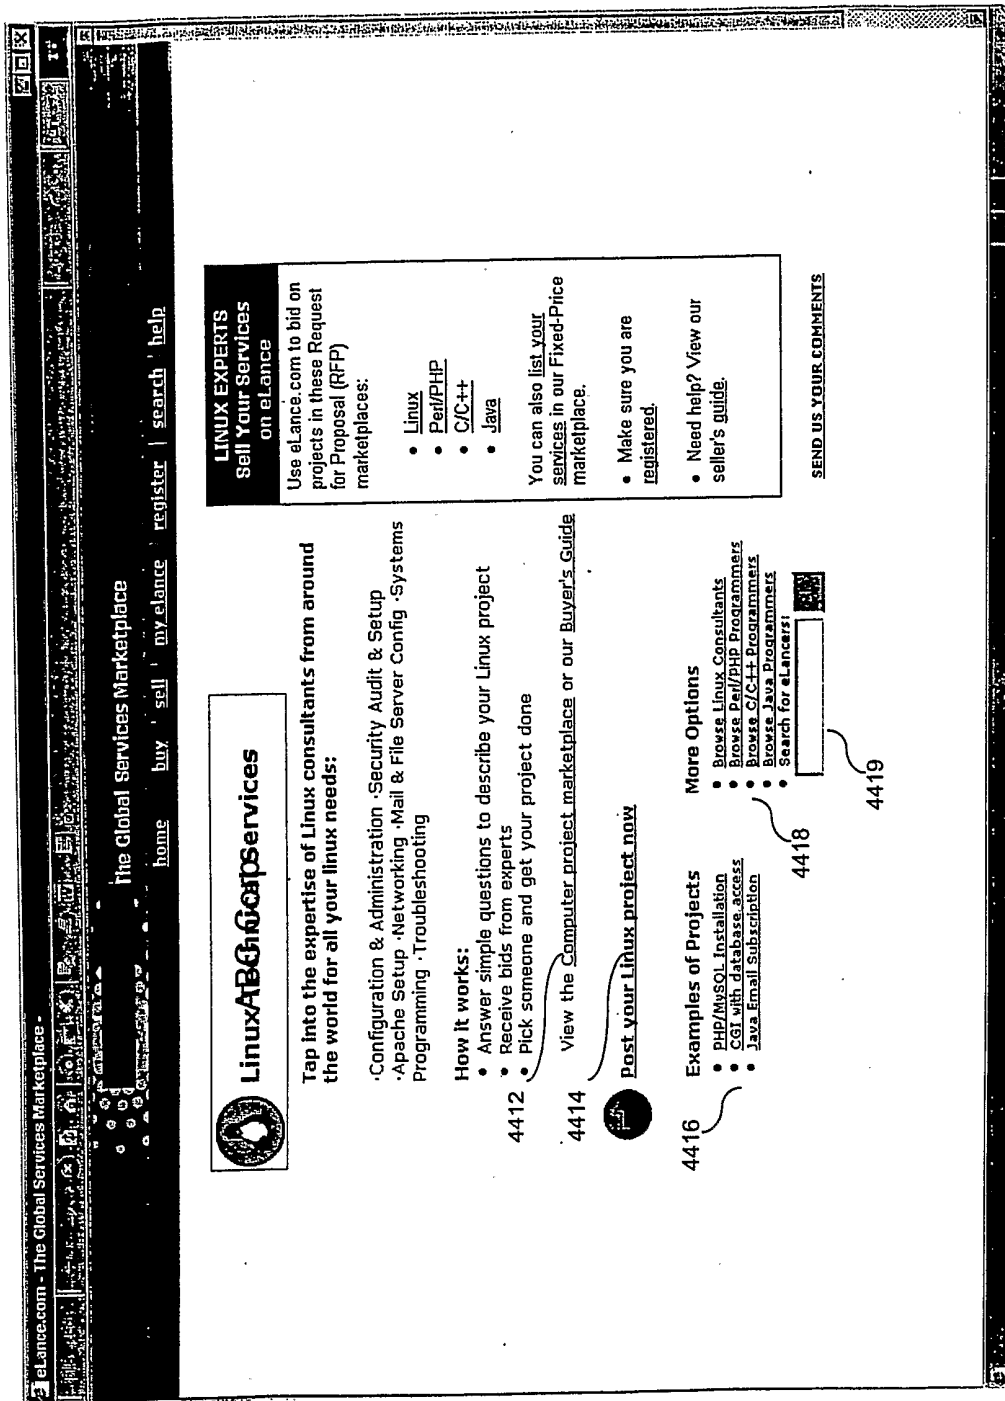 eLance.com - The Global Services Marketplace -
The Global Services Marketplace
home buy sell my elance register | search help
Tap into the expertise of Linux consultants from around
the world for all your linux needs:
·Configuration & Administration ·Security Audit & Setup
·Apache Setup ·Networking ·Mail & File Server Config ·Systems
Programming ·Troubleshooting
How it works:
• Answer simple questions to describe your Linux project
• Receive bids from experts
• Pick someone and get your project done
4412
View the Computer project marketplace or our Buyer's Guide
4414
Post your Linux project now
Examples of Projects
4416
• PHP/MySQL Installation
• CGI with database access
• Java Email Subscription
More Options
• Browse Linux Consultants
• Browse Perl/PHP Programmers
• Browse C/C++ Programmers
• Browse Java Programmers
• Search for eLancers:
4418
4419
LINUX EXPERTS
Sell Your Services
on eLance
Use eLance.com to bid on
projects in these Request
for Proposal (RFP)
marketplaces:
• Linux
• Perl/PHP
• C/C++
• Java
You can also list your
services in our Fixed-Price
marketplace.
• Make sure you are
registered.
• Need help? View our
seller's guide.
SEND US YOUR COMMENTS